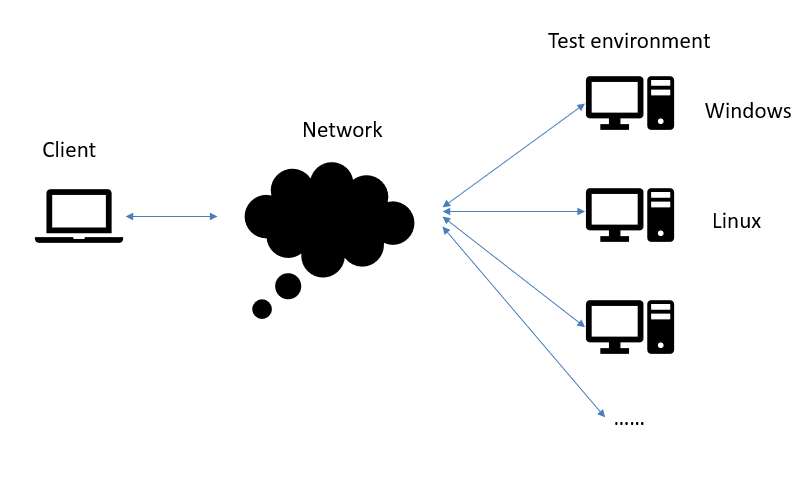 Test environment
Windows
Network
Client
Linux
......